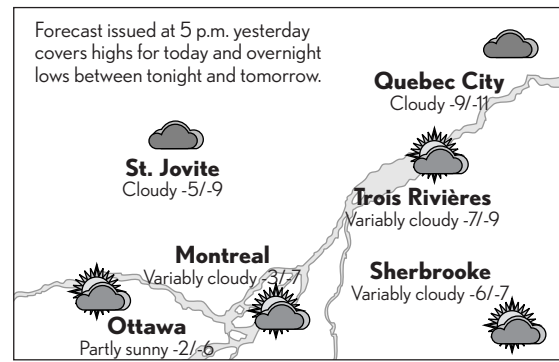 Forecast issued at 5 p.m. yesterday
covers highs for today and overnight
lows between tonight and tomorrow.
Quebec City
Cloudy -9/-11
St. Jovite
Cloudy -5/-9
Trois Rivières
Variably cloudy -7/-9
Montreal
Variably cloudy -3/-7
Sherbrooke
Variably cloudy -6/-7
Ottawa
Partly sunny -2/-6